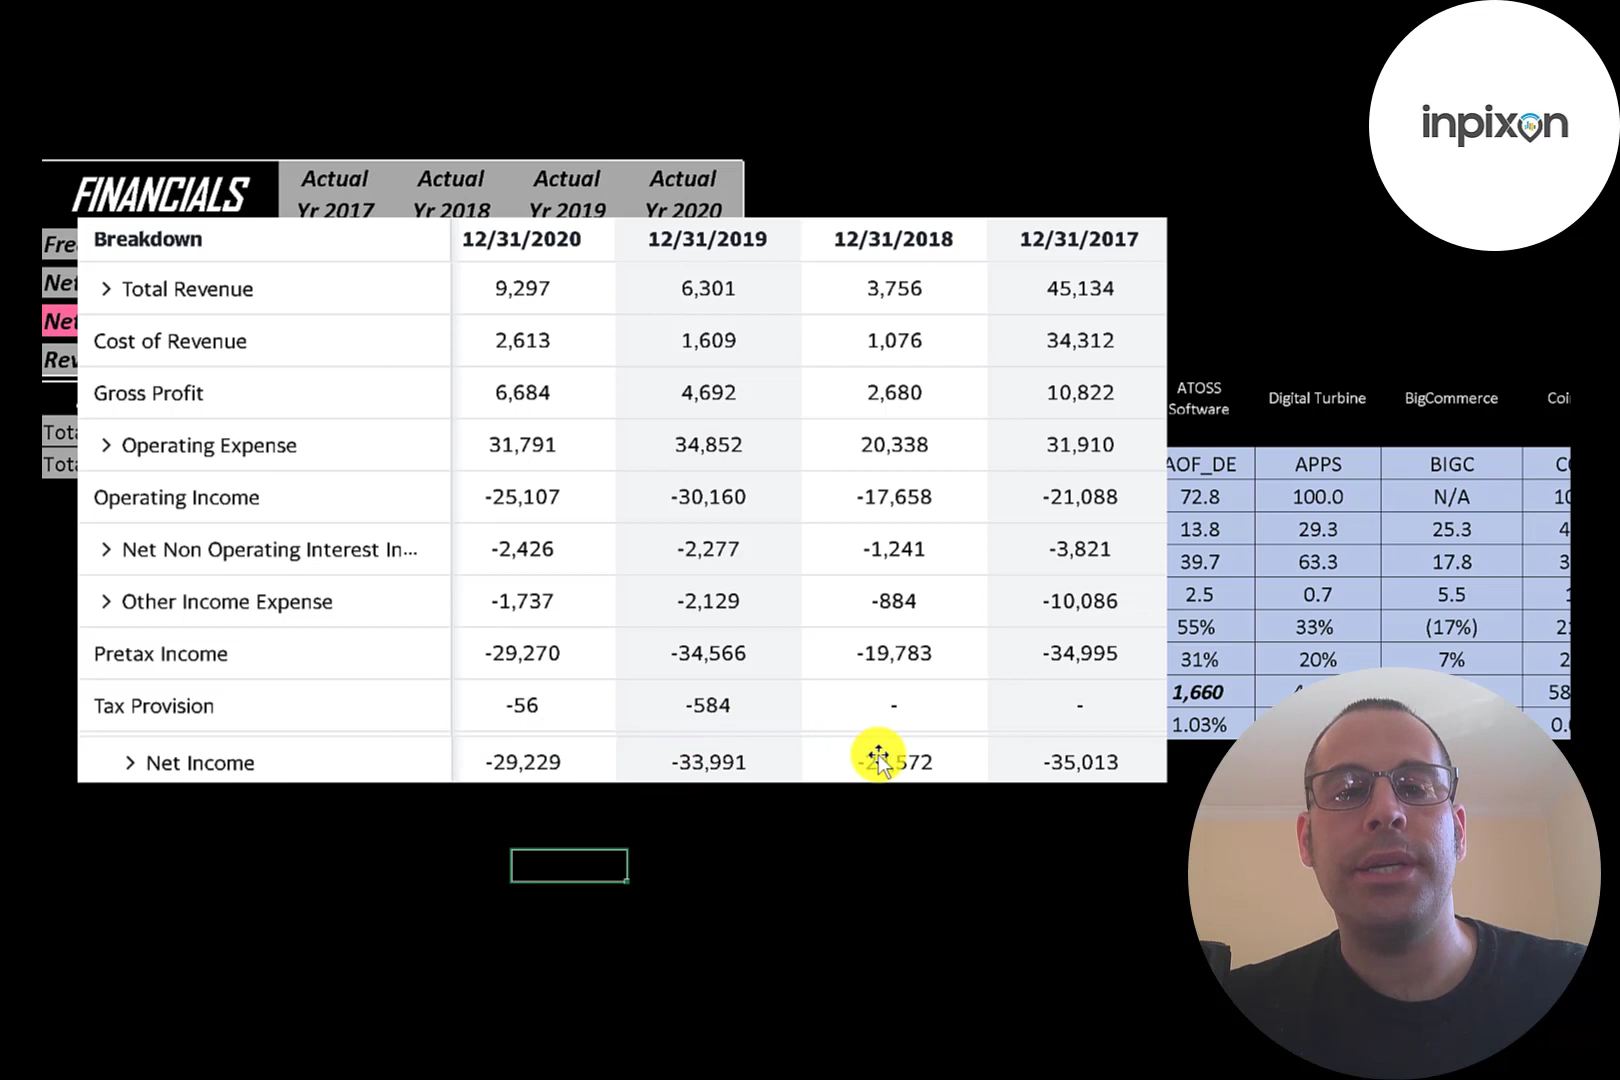 inpixon
FINANCIALS Actual Actual Actual Actual
Yr 2017 Yr 2018 Yr 2019 Yr 2020
Breakdown 12/31/2020 12/31/2019 12/31/2018 12/31/2017
> Total Revenue 9,297 6,301 3,756 45,134
Cost of Revenue 2,613 1,609 1,076 34,312
Gross Profit 6,684 4,692 2,680 10,822
> Operating Expense 31,791 34,852 20,338 31,910
Operating Income -25,107 -30,160 -17,658 -21,088
> Net Non Operating Interest In... -2,426 -2,277 -1,241 -3,821
> Other Income Expense -1,737 -2,129 -884 -10,086
Pretax Income -29,270 -34,566 -19,783 -34,995
Tax Provision -56 -584 - -
> Net Income -29,229 -33,991 -35,013
Fre
Net
Net
Rev
Tota
Tota
ATOSS Digital Turbine BigCommerce Coi
Software
AOF_DE APPS BIGC
72.8 100.0 N/A
13.8 29.3 25.3
39.7 63.3 17.8
2.5 0.7 5.5
55% 33% (17%)
31% 20% 7%
1,660
1.03%